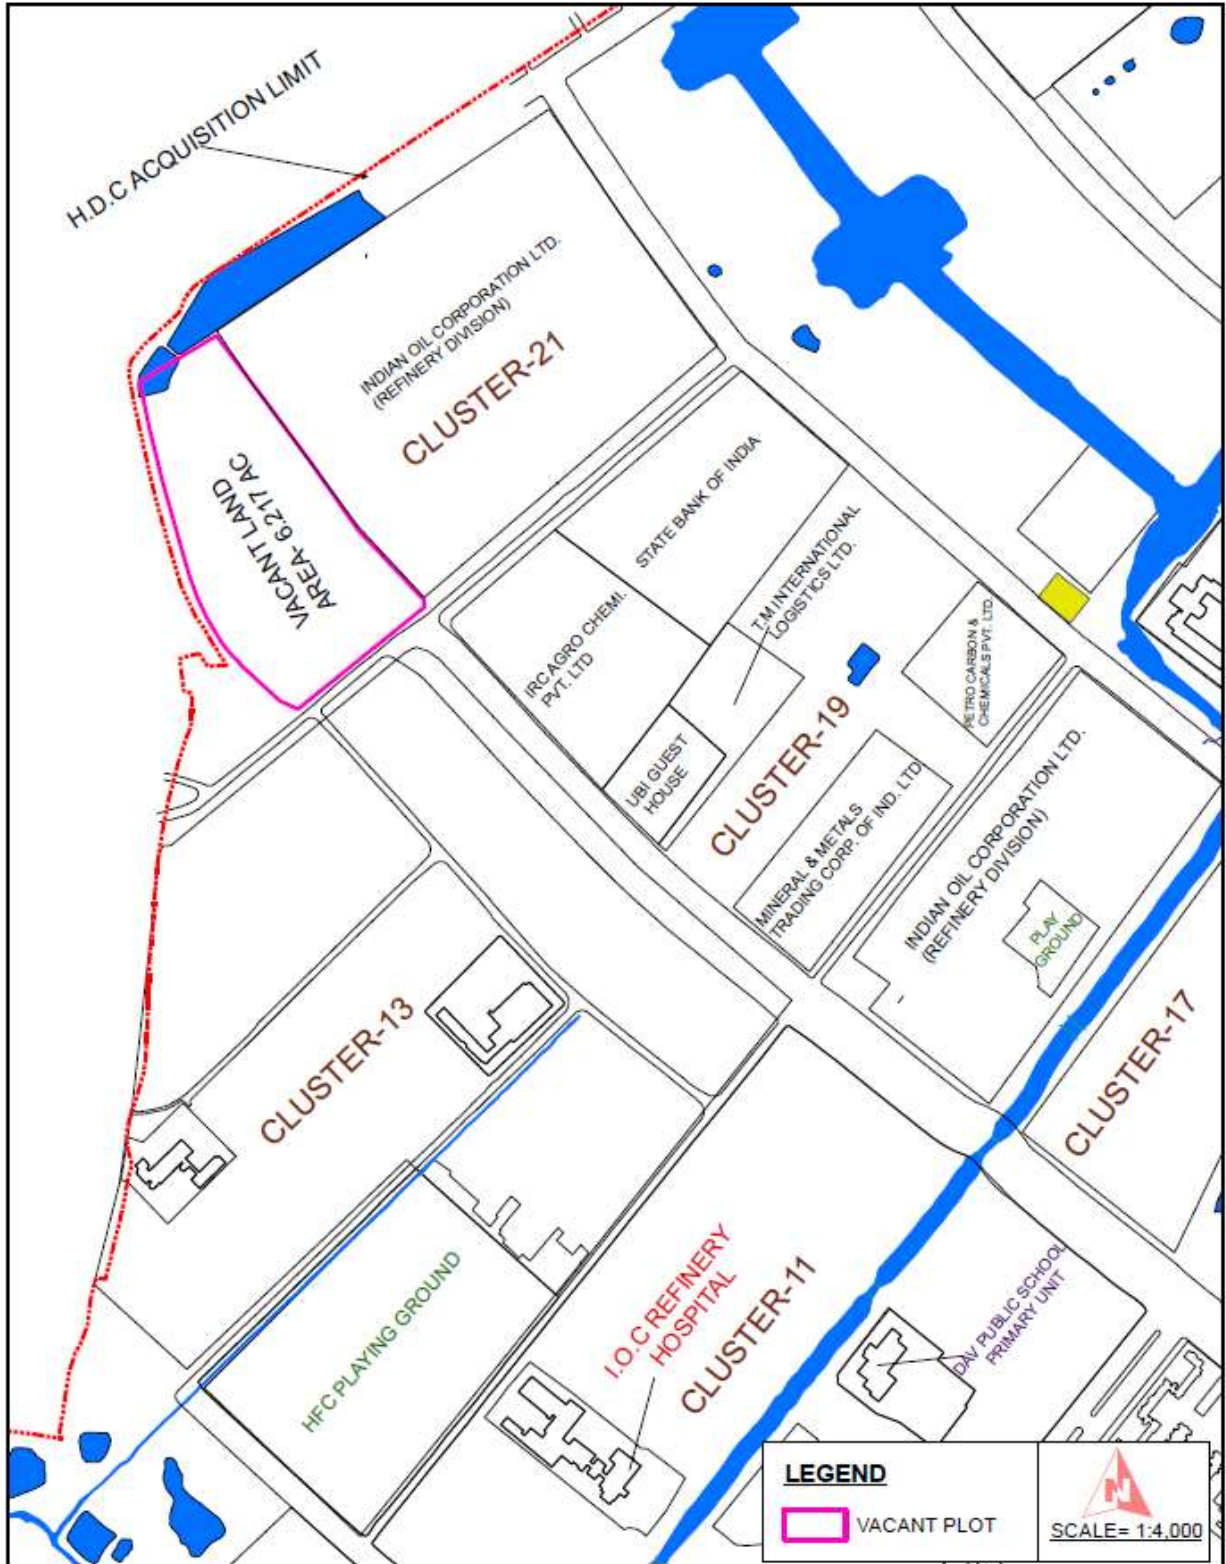 H.D.C ACQUISITION LIMIT
INDIAN OIL CORPORATION LTD.
(REFINERY DIVISION)
CLUSTER-21
VACANT LAND
AREA- 6.217 AC
STATE BANK OF INDIA
T.M INTERNATIONAL
LOGISTICS LTD.
IRC AGRO CHEMI.
PVT. LTD
UBI GUEST
HOUSE
CLUSTER-19
PETRO CARBON &
CHEMICALS PVT. LTD.
MINERAL & METALS
TRADING CORP. OF IND. LTD
INDIAN OIL CORPORATION LTD.
(REFINERY DIVISION)
PLAY
GROUND
CLUSTER-13
CLUSTER-17
HFC PLAYING GROUND
I.O.C REFINERY
HOSPITAL
CLUSTER-11
DAV PUBLIC SCHOOL
PRIMARY UNIT
LEGEND
VACANT PLOT
N
SCALE= 1:4,000